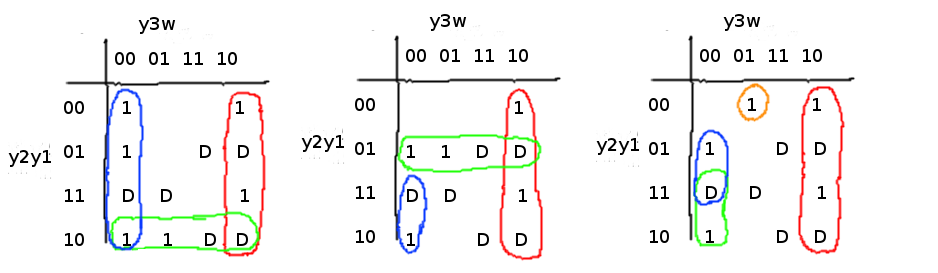 y3w
00 01 11 10
00 1 1
y2y1 01 1 D D
11 D D 1
10 1 1 D D
y3w
00 01 11 10
00 1
y2y1 01 1 1 D D
11 D D 1
10 1 D D
y3w
00 01 11 10
00 1 1
y2y1 01 1 D D
11 D D 1
10 1 D D